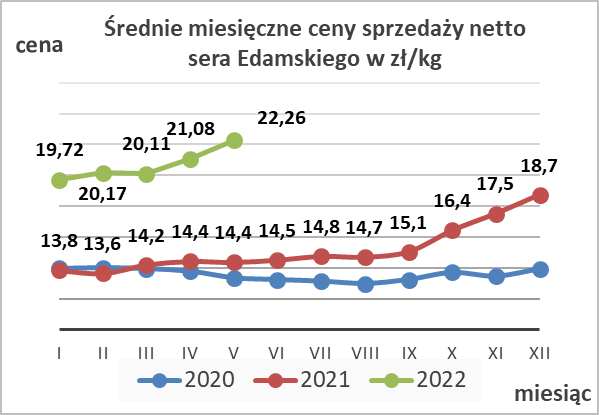 Średnie miesięczne ceny sprzedaży netto
sera Edamskiego w zł/kg
cena
19,72 20,17 20,11 21,08 22,26
13,8 13,6 14,2 14,4 14,4 14,5 14,8 14,7 15,1 16,4 17,5 18,7
I II III IV V VI VII VIII IX X XI XII
2020 2021 2022
miesiąc